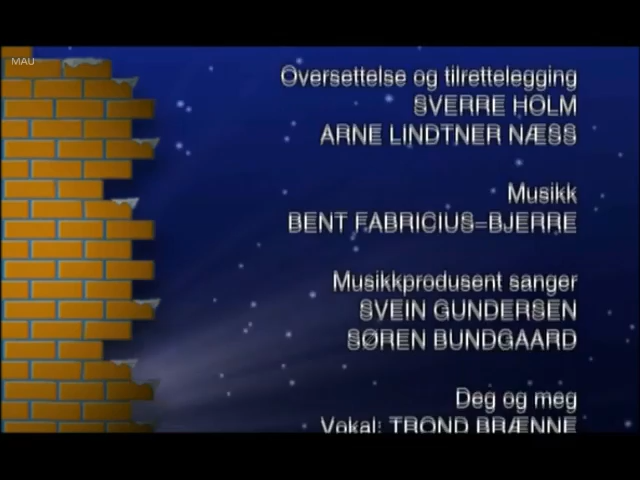 MAU
Oversettelse og tilrettelegging
SVERRE HOLM
ARNE LINDTNER NÆSS
Musikk
BENT FABRICIUS-BJERRE
Musikkprodusent sanger
SVEIN GUNDERSEN
SØREN BUNDGAARD
Deg og meg
Vokal: TROND BRÆNNE